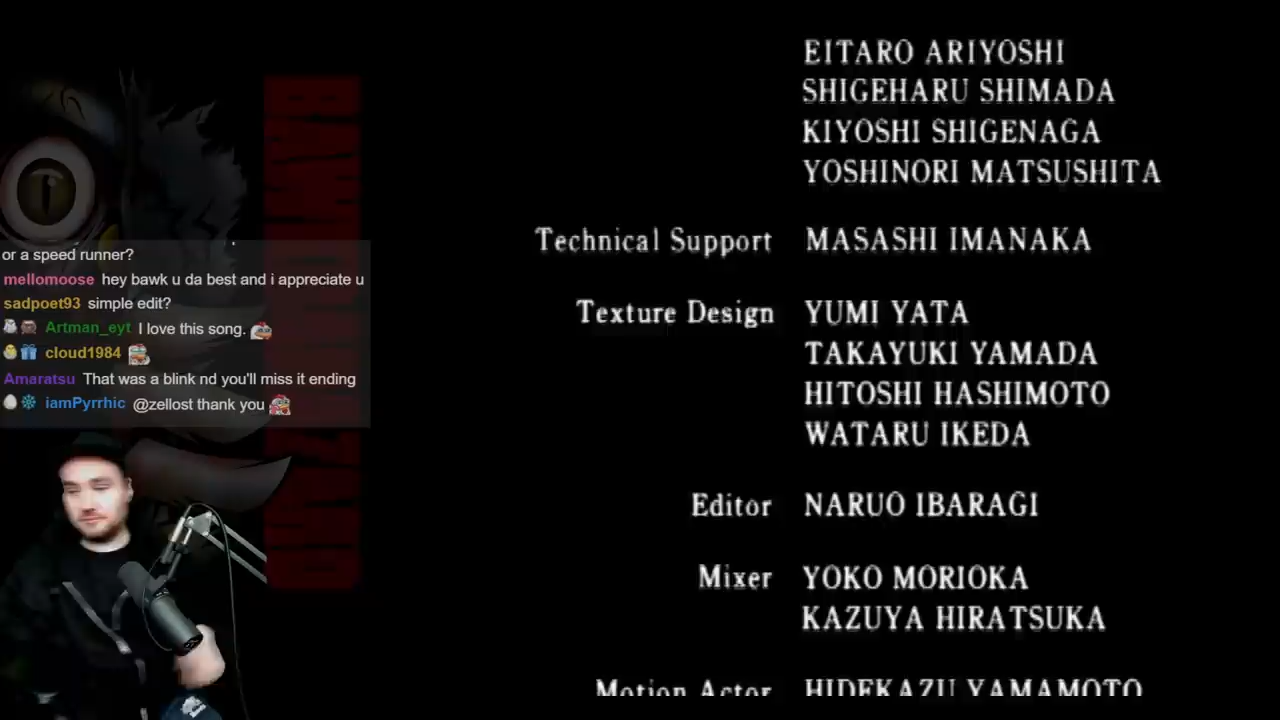 or a speed runner?
mellomoose hey bawk u da best and i appreciate u
sadpoet93 simple edit?
Artman_eyt I love this song.
cloud1984
Amaratsu That was a blink nd you'll miss it ending
iamPyrrhic @zellost thank you
EITARO ARIYOSHI
SHIGEHARU SHIMADA
KIYOSHI SHIGENAGA
YOSHINORI MATSUSHITA
Technical Support MASASHI IMANAKA
Texture Design YUMI YATA
TAKAYUKI YAMADA
HITOSHI HASHIMOTO
WATARU IKEDA
Editor NARUO IBARAGI
Mixer YOKO MORIOKA
KAZUYA HIRATSUKA
Motion Actor HIDEKAZU YAMAMOTO